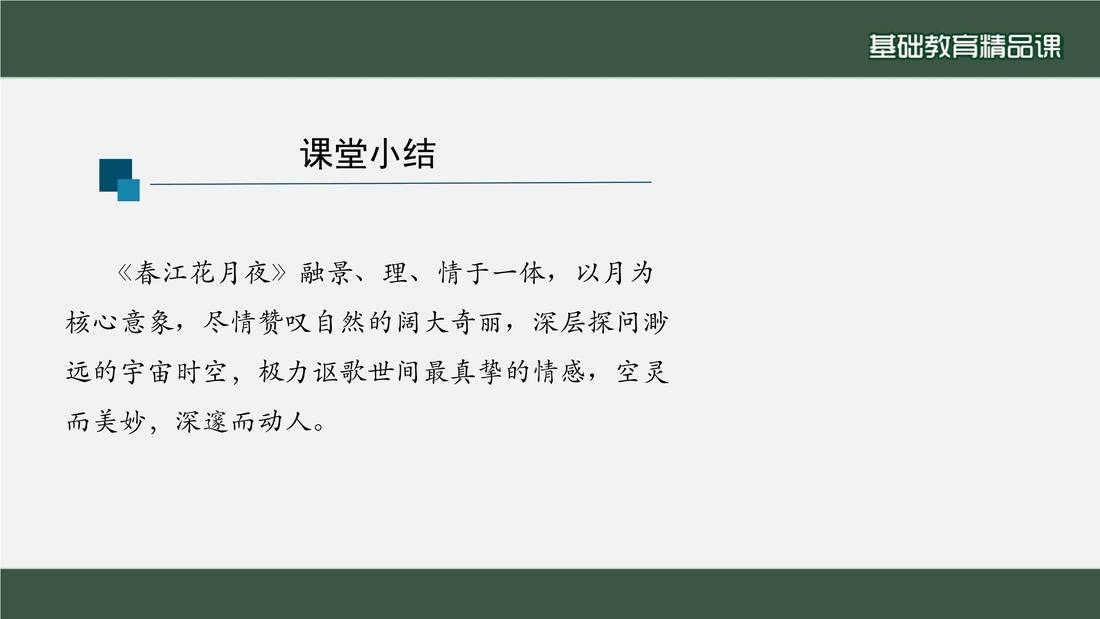 基础教育精品课
课堂小结
《春江花月夜》融景、理、情于一体，以月为
核心意象，尽情赞叹自然的阔大奇丽，深层探问渺
远的宇宙时空，极力讴歌世间最真挚的情感，空灵
而美妙，深邃而动人。